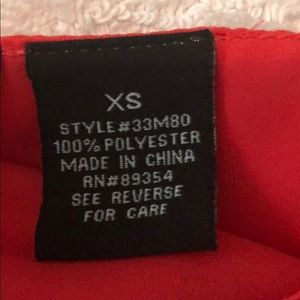 XS
STYLE#33M80
100% POLYESTER
MADE IN CHINA
RN#89354
SEE REVERSE
FOR CARE